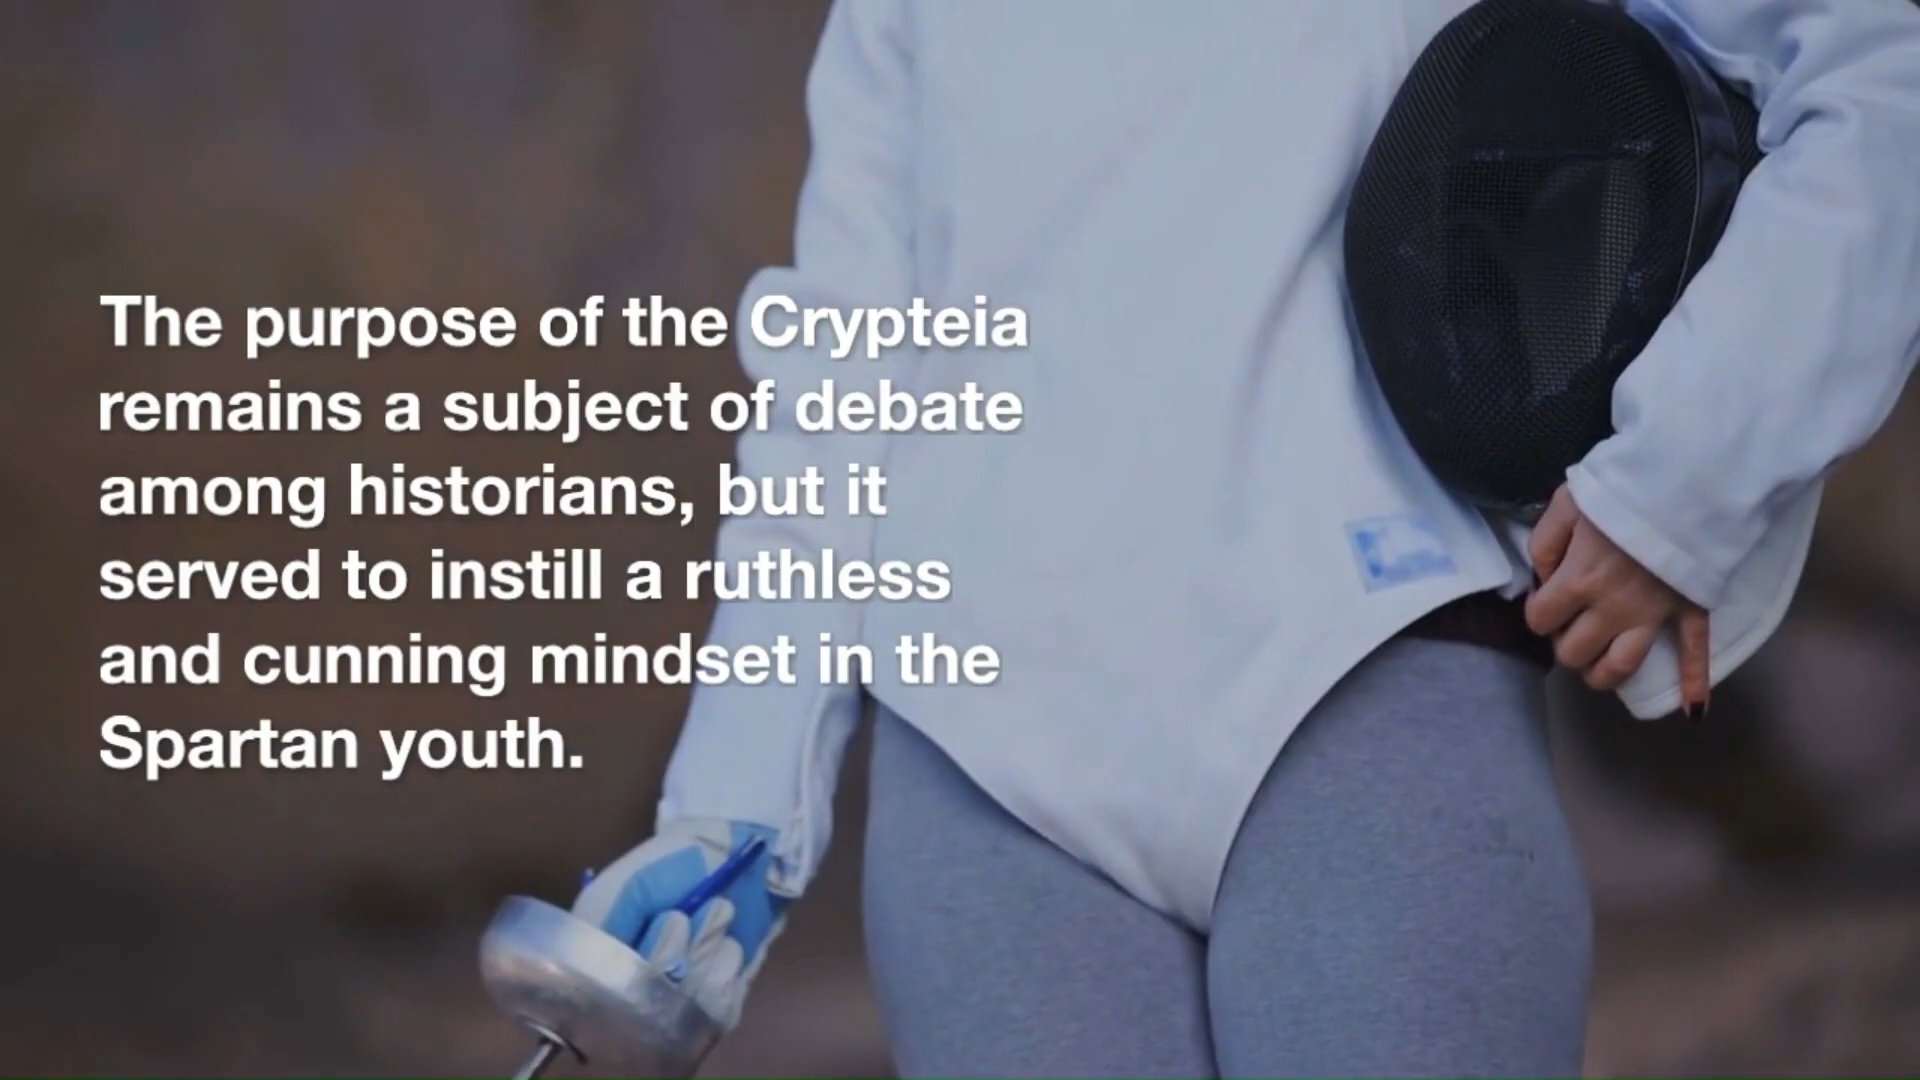 The purpose of the Crypteia
remains a subject of debate
among historians, but it
served to instill a ruthless
and cunning mindset in the
Spartan youth.